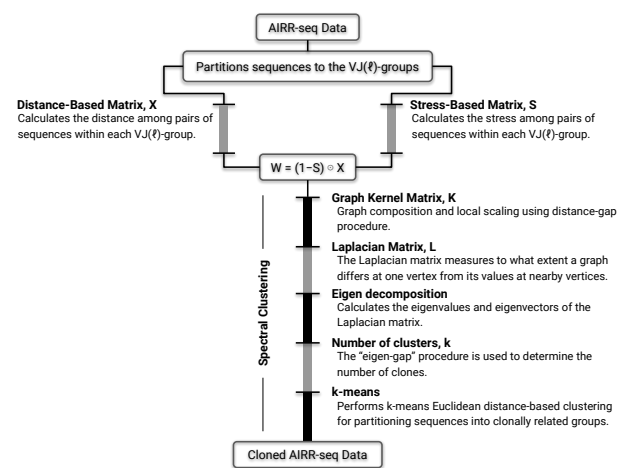 AIRR-seq Data
Partitions sequences to the VJ(ℓ)-groups
Distance-Based Matrix, X
Calculates the distance among pairs of
sequences within each VJ(ℓ)-group.
Stress-Based Matrix, S
Calculates the stress among pairs of
sequences within each VJ(ℓ)-group.
W = (1−S) ⊙ X
Spectral Clustering
Graph Kernel Matrix, K
Graph composition and local scaling using distance-gap
procedure.
Laplacian Matrix, L
The Laplacian matrix measures to what extent a graph
differs at one vertex from its values at nearby vertices.
Eigen decomposition
Calculates the eigenvalues and eigenvectors of the
Laplacian matrix.
Number of clusters, k
The “eigen-gap” procedure is used to determine the
number of clones.
k-means
Performs k-means Euclidean distance-based clustering
for partitioning sequences into clonally related groups.
Cloned AIRR-seq Data